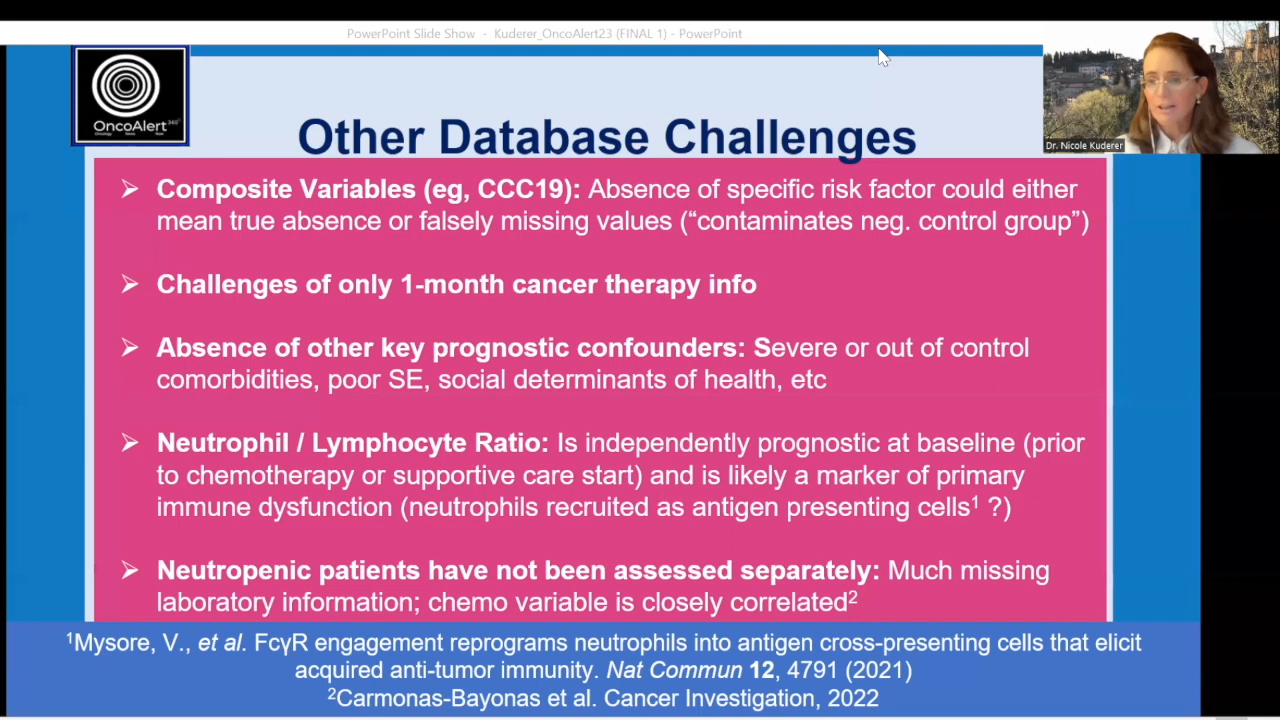 PowerPoint Slide Show - Kuderer_OncoAlert23 (FINAL 1) - PowerPoint
OncoAlert 360°
Oncology News Now
Dr. Nicole Kuderer
Other Database Challenges
➢ Composite Variables (eg, CCC19): Absence of specific risk factor could either
mean true absence or falsely missing values (“contaminates neg. control group”)
➢ Challenges of only 1-month cancer therapy info
➢ Absence of other key prognostic confounders: Severe or out of control
comorbidities, poor SE, social determinants of health, etc
➢ Neutrophil / Lymphocyte Ratio: Is independently prognostic at baseline (prior
to chemotherapy or supportive care start) and is likely a marker of primary
immune dysfunction (neutrophils recruited as antigen presenting cells¹ ?)
➢ Neutropenic patients have not been assessed separately: Much missing
laboratory information; chemo variable is closely correlated²
¹Mysore, V., et al. FcγR engagement reprograms neutrophils into antigen cross-presenting cells that elicit
acquired anti-tumor immunity. Nat Commun 12, 4791 (2021)
²Carmonas-Bayonas et al. Cancer Investigation, 2022